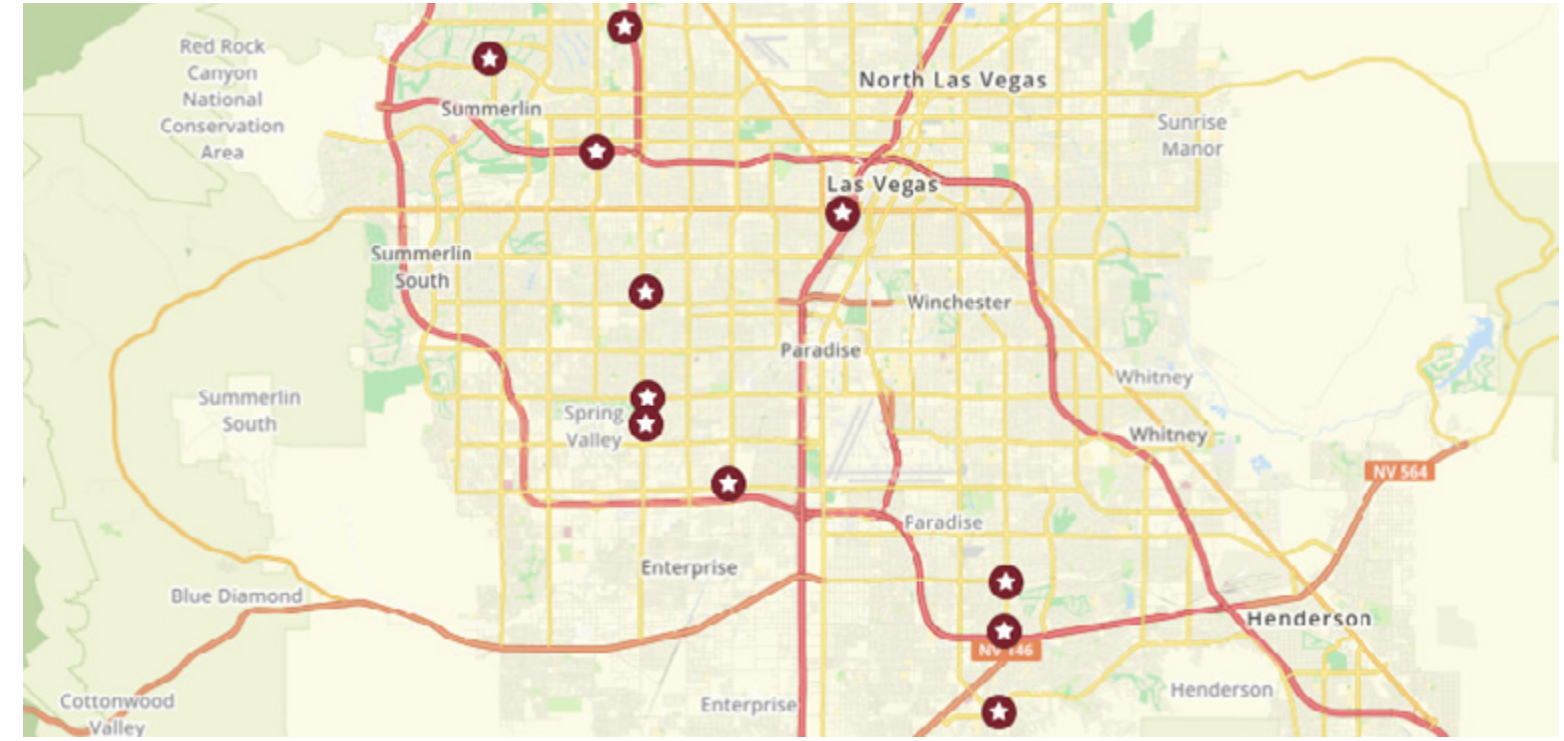 Red Rock
Canyon
National
Conservation
Area
Summerlin
North Las Vegas
Sunrise
Manor
Las Vegas
Summerlin
South
Winchester
Paradise
Whitney
Summerlin
South
Spring
Valley
Whitney
NV 564
Faradise
Enterprise
Blue Diamond
Henderson
NV 146
Henderson
Enterprise
Cottonwood
Valley